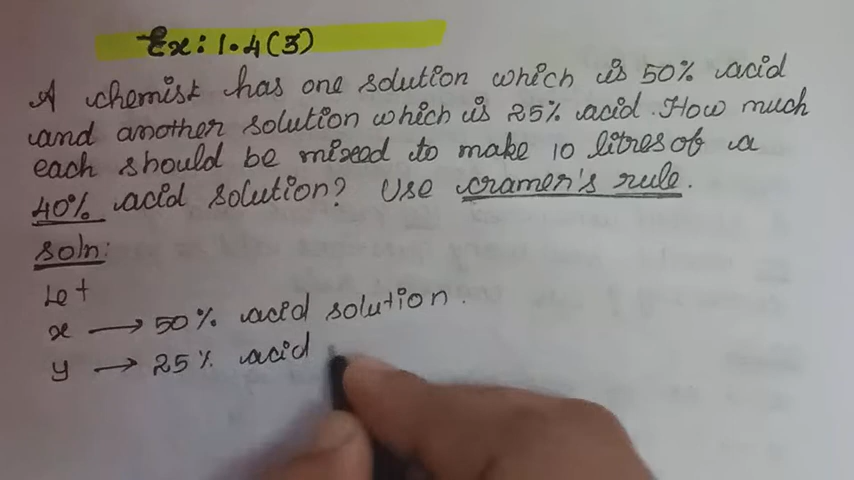 Ex: 1.4(3)
A chemist has one solution which is 50% acid
and another solution which is 25% acid. How much
each should be mixed to make 10 litres of a
40% acid solution? Use cramer's rule.
soln:
Let
x → 50% acid solution.
y → 25% acid